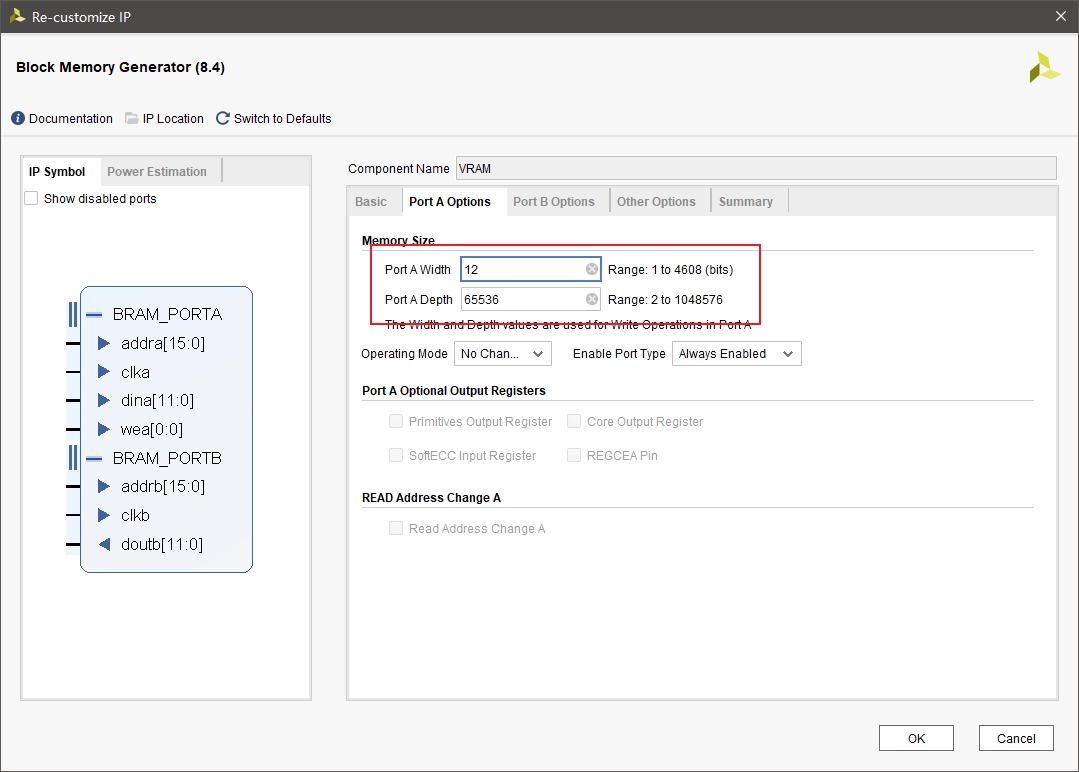 Re-customize IP
Block Memory Generator (8.4)
Documentation IP Location Switch to Defaults
IP Symbol Power Estimation
Show disabled ports
BRAM_PORTA
addra[15:0]
clka
dina[11:0]
wea[0:0]
BRAM_PORTB
addrb[15:0]
clkb
doutb[11:0]
Component Name VRAM
Basic Port A Options Port B Options Other Options Summary
Memory Size
Port A Width 12 Range: 1 to 4608 (bits)
Port A Depth 65536 Range: 2 to 1048576
The Width and Depth values are used for Write Operations in Port A
Operating Mode No Chan... Enable Port Type Always Enabled
Port A Optional Output Registers
Primitives Output Register Core Output Register
SoftECC Input Register REGCEA Pin
READ Address Change A
Read Address Change A
OK Cancel